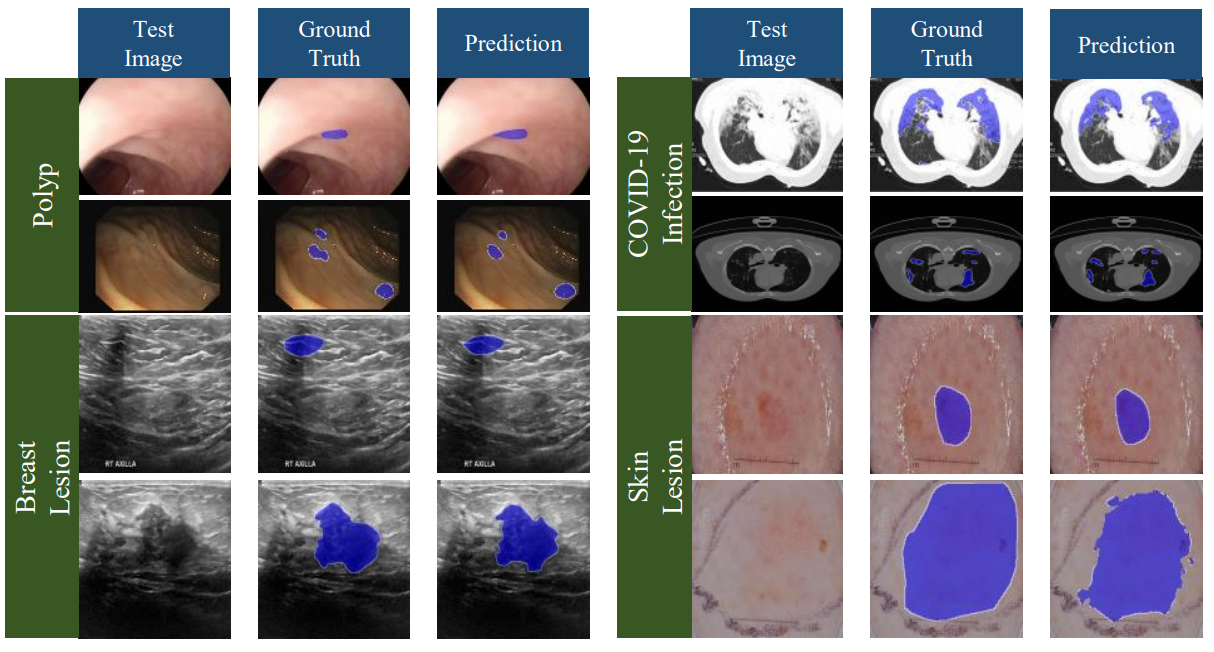 Test
Image
Ground
Truth
Prediction
Test
Image
Ground
Truth
Prediction
Polyp
COVID-19
Infection
RT AXILLA
RT AXILLA
RT AXILLA
Breast
Lesion
Skin
Lesion